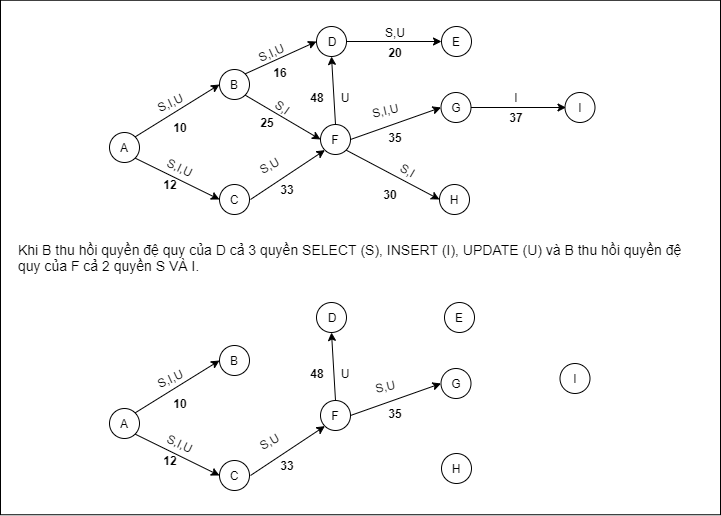 D
S,U
E
S,I,U
16
20
B
S,I,U
S,I
48
U
S,I,U
G
I
I
10
25
35
37
A
F
S,I,U
12
S,U
33
S,I
30
C
H
Khi B thu hồi quyền đệ quy của D cả 3 quyền SELECT (S), INSERT (I), UPDATE (U) và B thu hồi quyền đệ
quy của F cả 2 quyền S VÀ I.
D
E
B
S,I,U
48
U
S,U
G
I
10
35
A
F
S,I,U
12
S,U
33
C
H